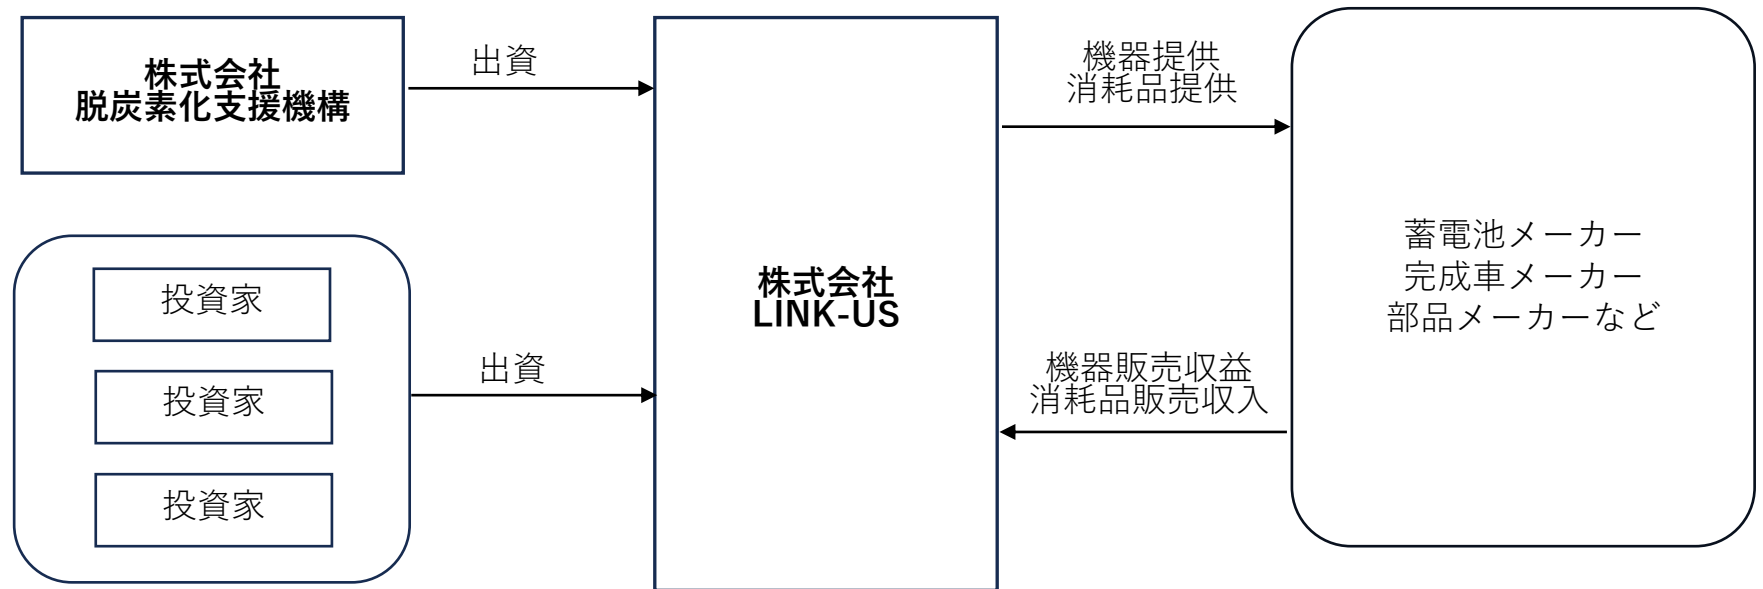 株式会社
脱炭素化支援機構
出資
投資家
投資家
投資家
出資
株式会社
LINK-US
機器提供
消耗品提供
機器販売収益
消耗品販売収入
蓄電池メーカー
完成車メーカー
部品メーカーなど